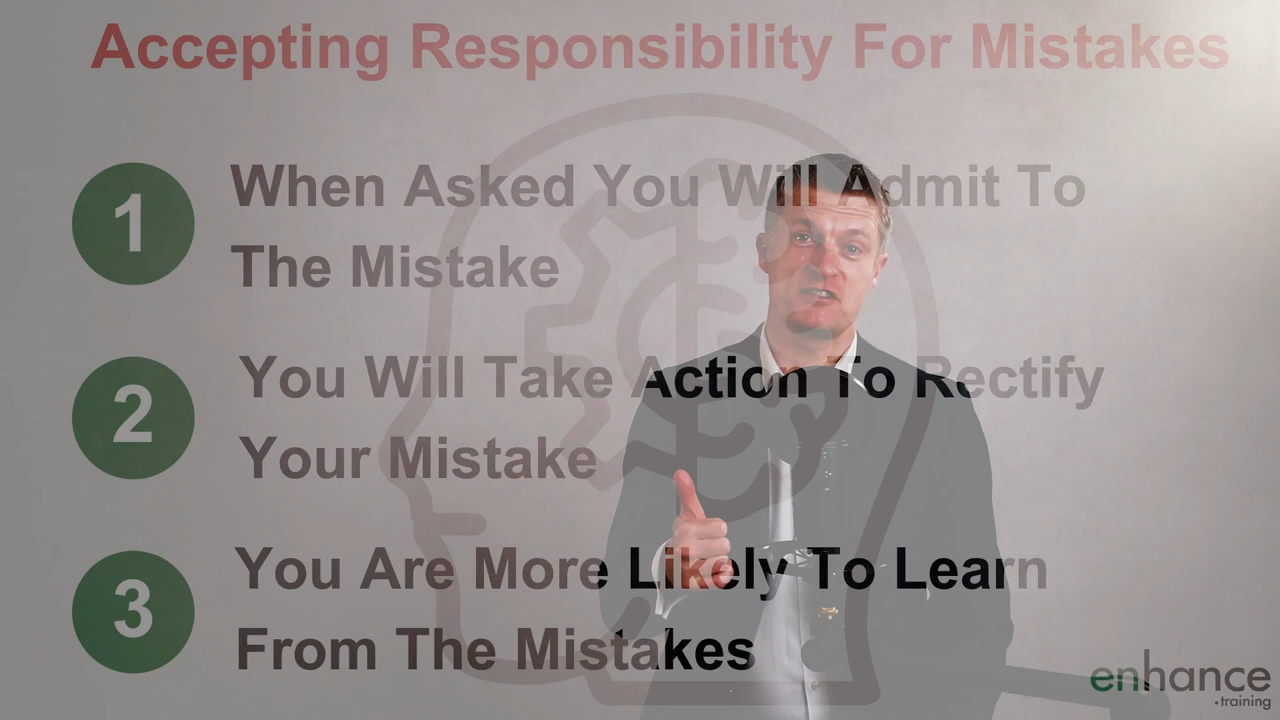 Accepting Responsibility For Mistakes
1
When Asked You Will Admit To
The Mistake
2
You Will Take Action To Rectify
Your Mistake
3
You Are More Likely To Learn
From The Mistakes
enhance
training